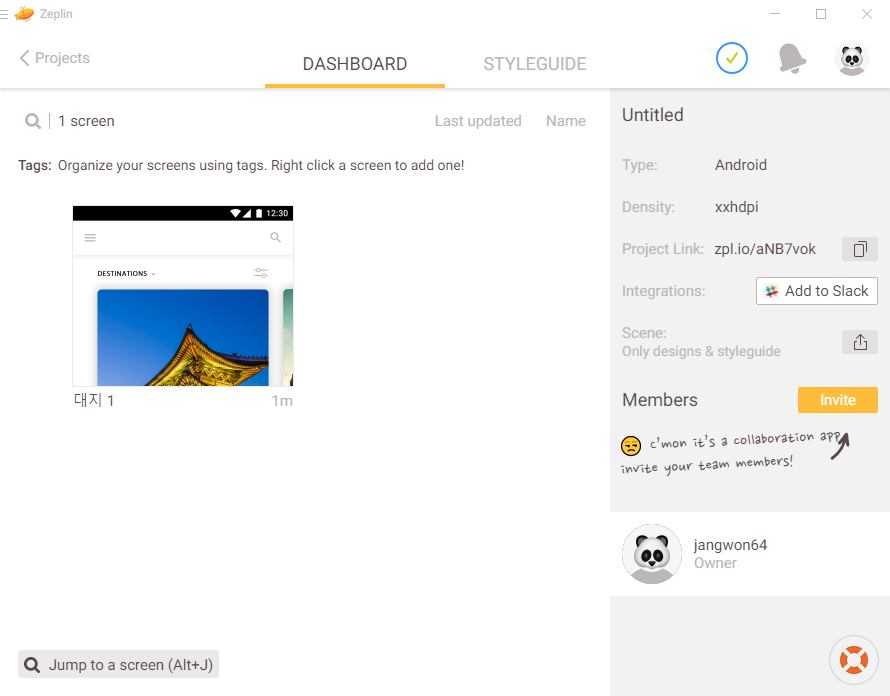 Zeplin
Projects
DASHBOARD
STYLEGUIDE
1 screen
Last updated
Name
Tags: Organize your screens using tags. Right click a screen to add one!
12:30
DESTINATIONS
대지 1
1m
Jump to a screen (Alt+J)
Untitled
Type: Android
Density: xxhdpi
Project Link: zpl.io/aNB7vok
Integrations: Add to Slack
Scene:
Only designs & styleguide
Members
Invite
c'mon it's a collaboration app,
invite your team members!
jangwon64
Owner